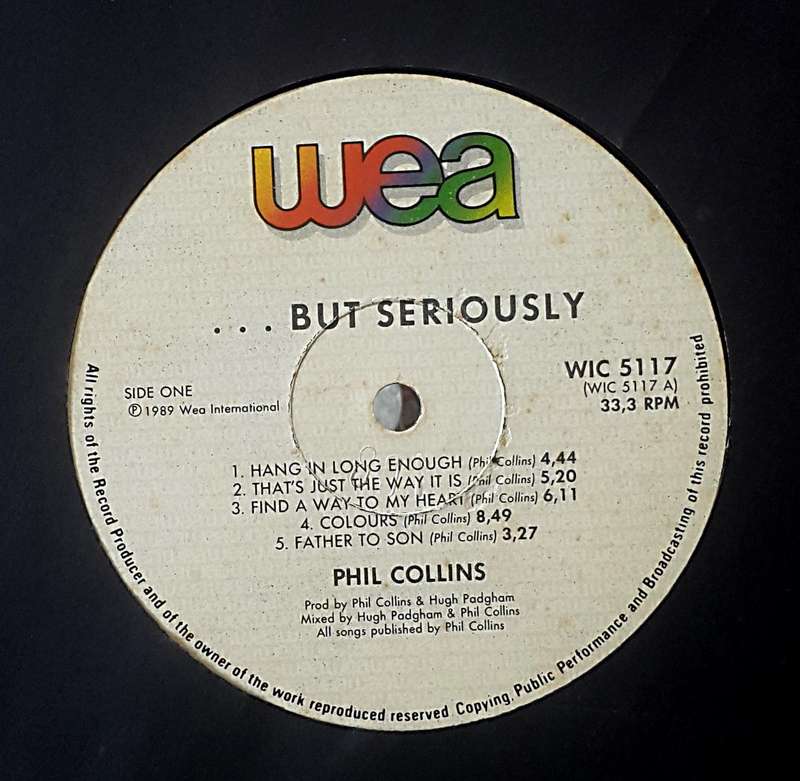 wea
. . . BUT SERIOUSLY
WIC 5117
(WIC 5117 A)
33,3 RPM
SIDE ONE
℗ 1989 Wea International
1. HANG IN LONG ENOUGH (Phil Collins) 4,44
2. THAT'S JUST THE WAY IT IS (Phil Collins) 5,20
3. FIND A WAY TO MY HEART (Phil Collins) 6,11
4. COLOURS (Phil Collins) 8,49
5. FATHER TO SON (Phil Collins) 3,27
PHIL COLLINS
Prod by Phil Collins & Hugh Padgham
Mixed by Hugh Padgham & Phil Collins
All songs published by Phil Collins
All rights of the Record Producer and of the owner of the work reproduced reserved Copying, Public Performance and Broadcasting of this record prohibited